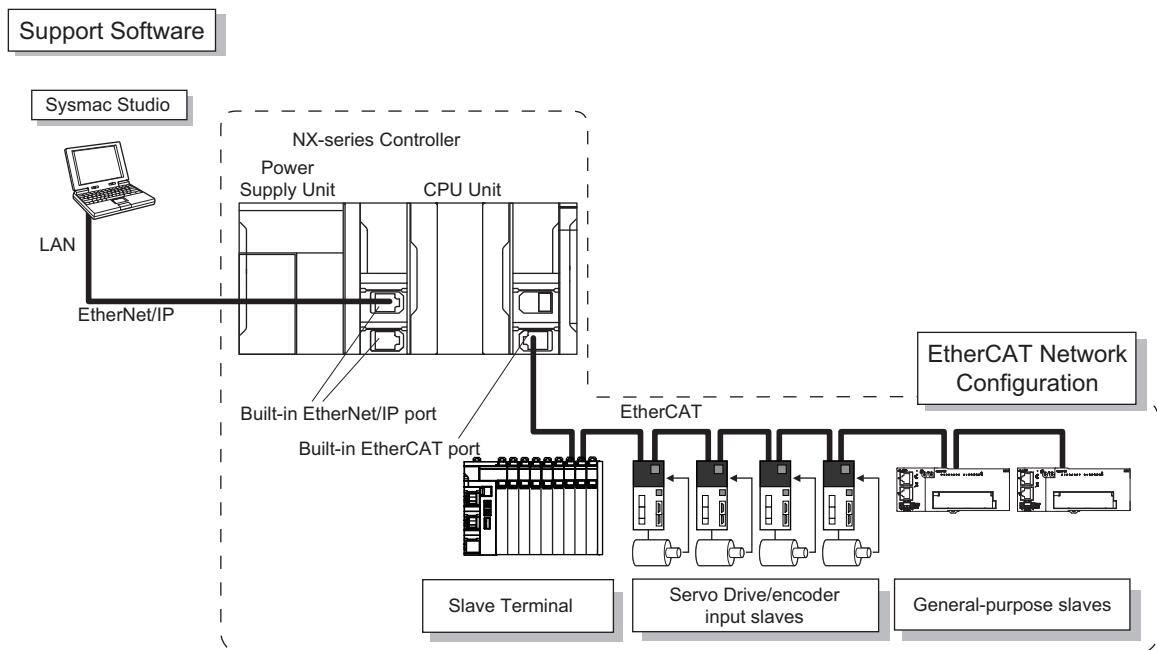 Support Software
Sysmac Studio
NX-series Controller
Power
Supply Unit
CPU Unit
LAN
EtherNet/IP
EtherCAT Network
Configuration
Built-in EtherNet/IP port
EtherCAT
Built-in EtherCAT port
Slave Terminal
Servo Drive/encoder
input slaves
General-purpose slaves